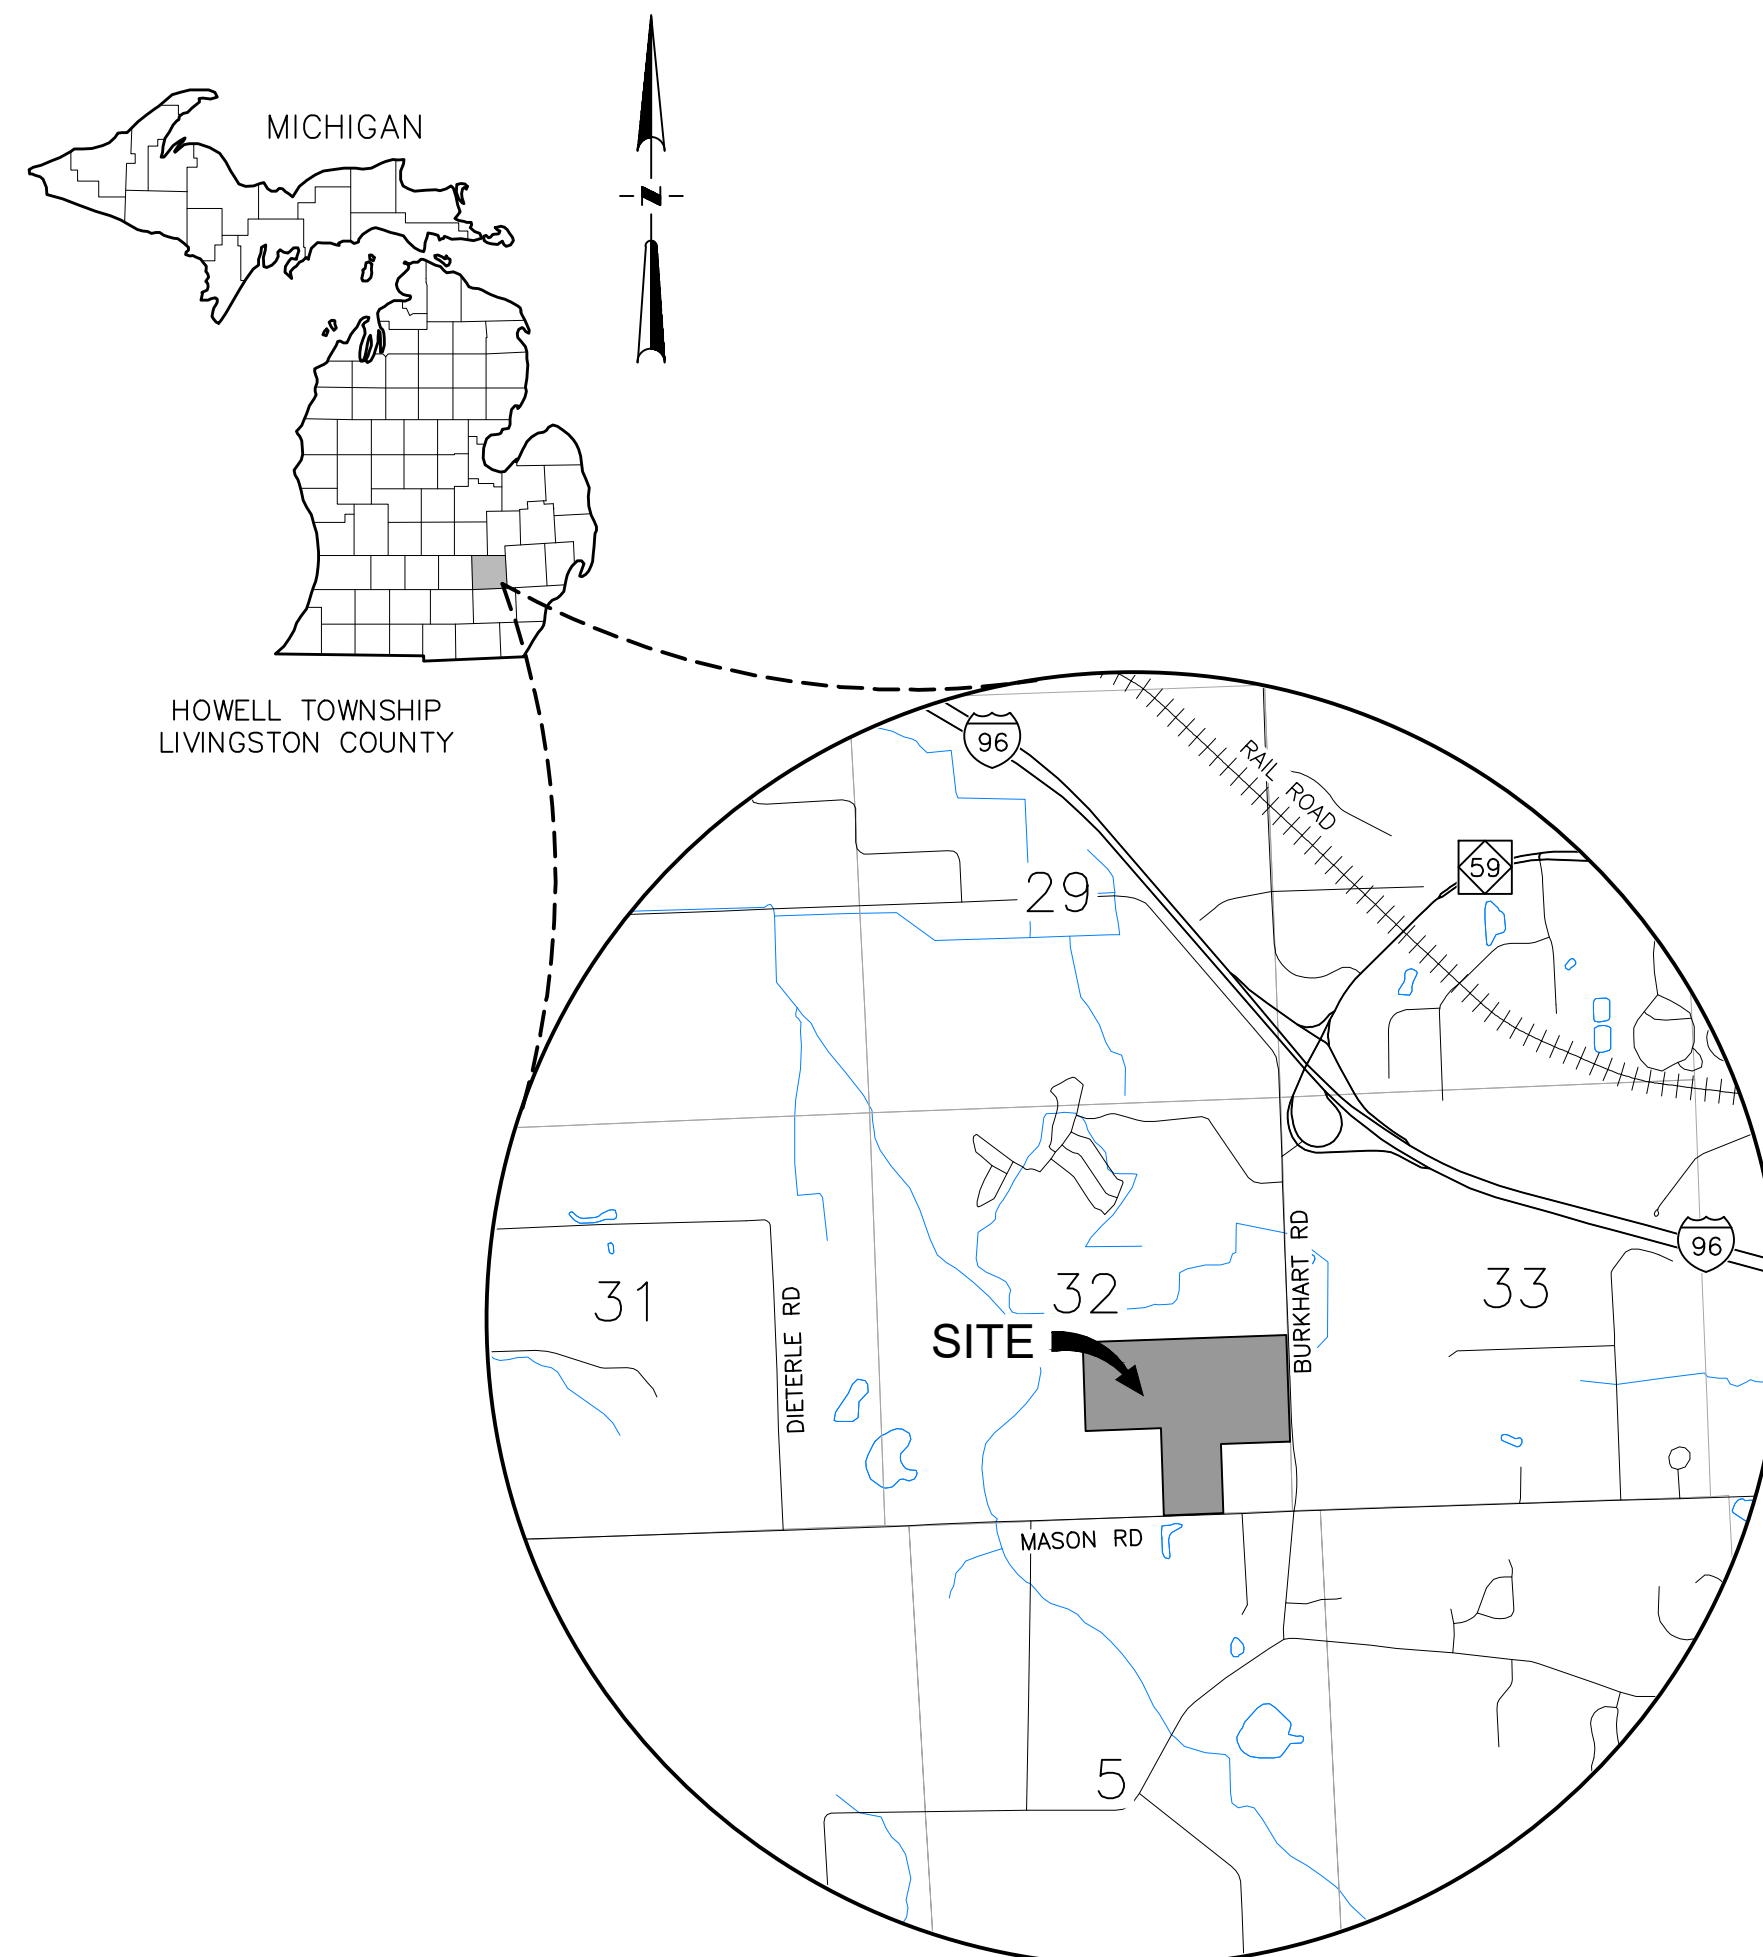 MICHIGAN
N
HOWELL TOWNSHIP
LIVINGSTON COUNTY
96
RAIL ROAD
59
29
BURKHART RD
96
31
DIETERLE RD
32
33
SITE
MASON RD
5